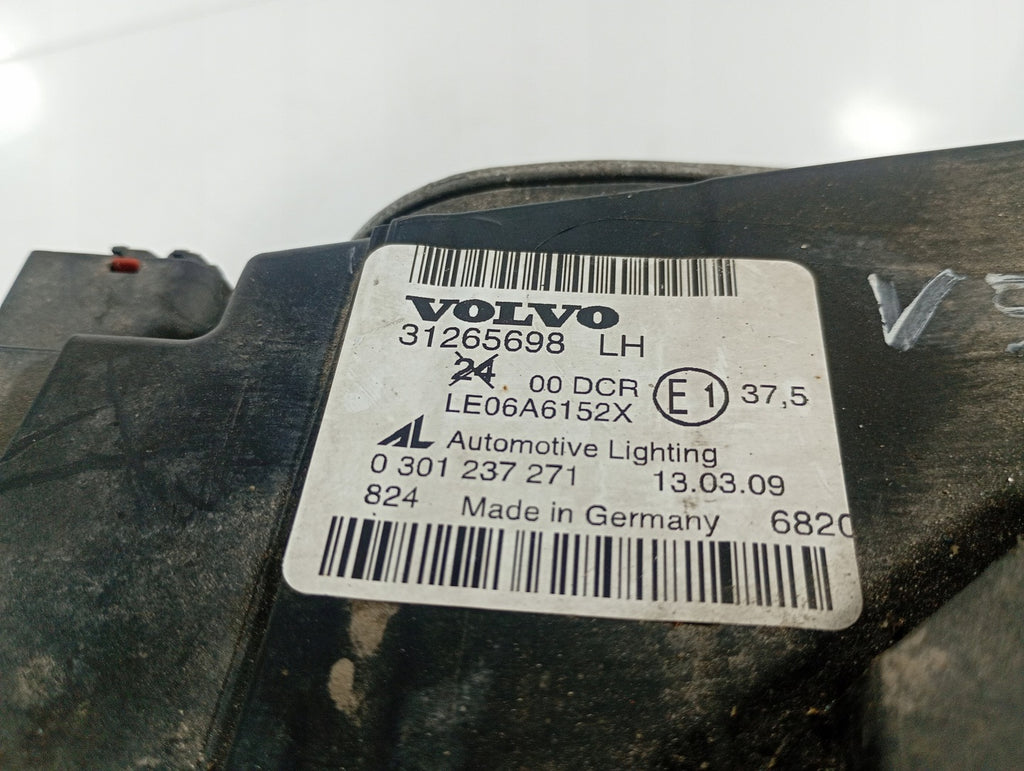 VOLVO
31265698 LH
24 00 DCR E1 37,5
LE06A6152X
AL Automotive Lighting
0 301 237 271 13.03.09
824 Made in Germany 6820
V